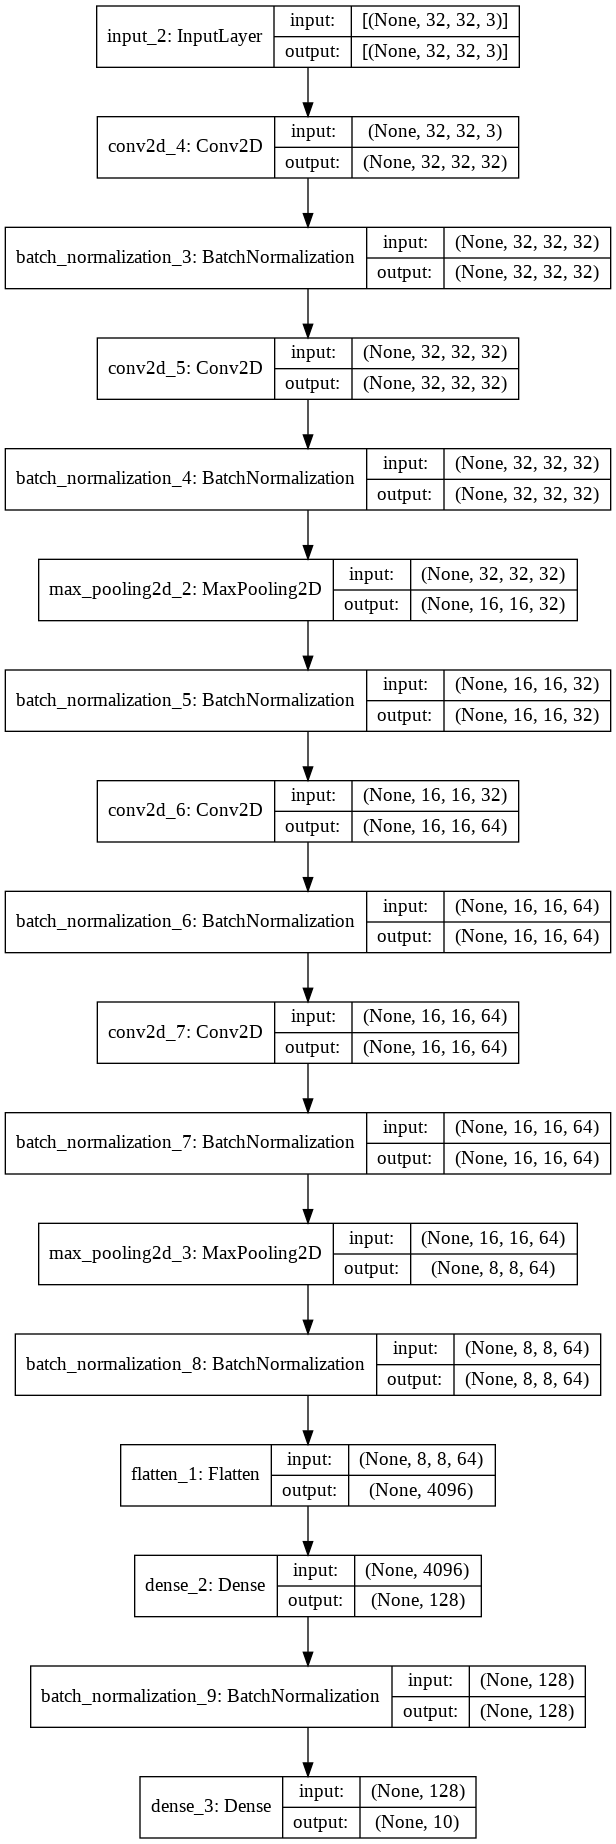 input_2: InputLayer
input: [(None, 32, 32, 3)]
output: [(None, 32, 32, 3)]
conv2d_4: Conv2D
input: (None, 32, 32, 3)
output: (None, 32, 32, 32)
batch_normalization_3: BatchNormalization
input: (None, 32, 32, 32)
output: (None, 32, 32, 32)
conv2d_5: Conv2D
input: (None, 32, 32, 32)
output: (None, 32, 32, 32)
batch_normalization_4: BatchNormalization
input: (None, 32, 32, 32)
output: (None, 32, 32, 32)
max_pooling2d_2: MaxPooling2D
input: (None, 32, 32, 32)
output: (None, 16, 16, 32)
batch_normalization_5: BatchNormalization
input: (None, 16, 16, 32)
output: (None, 16, 16, 32)
conv2d_6: Conv2D
input: (None, 16, 16, 32)
output: (None, 16, 16, 64)
batch_normalization_6: BatchNormalization
input: (None, 16, 16, 64)
output: (None, 16, 16, 64)
conv2d_7: Conv2D
input: (None, 16, 16, 64)
output: (None, 16, 16, 64)
batch_normalization_7: BatchNormalization
input: (None, 16, 16, 64)
output: (None, 16, 16, 64)
max_pooling2d_3: MaxPooling2D
input: (None, 16, 16, 64)
output: (None, 8, 8, 64)
batch_normalization_8: BatchNormalization
input: (None, 8, 8, 64)
output: (None, 8, 8, 64)
flatten_1: Flatten
input: (None, 8, 8, 64)
output: (None, 4096)
dense_2: Dense
input: (None, 4096)
output: (None, 128)
batch_normalization_9: BatchNormalization
input: (None, 128)
output: (None, 128)
dense_3: Dense
input: (None, 128)
output: (None, 10)